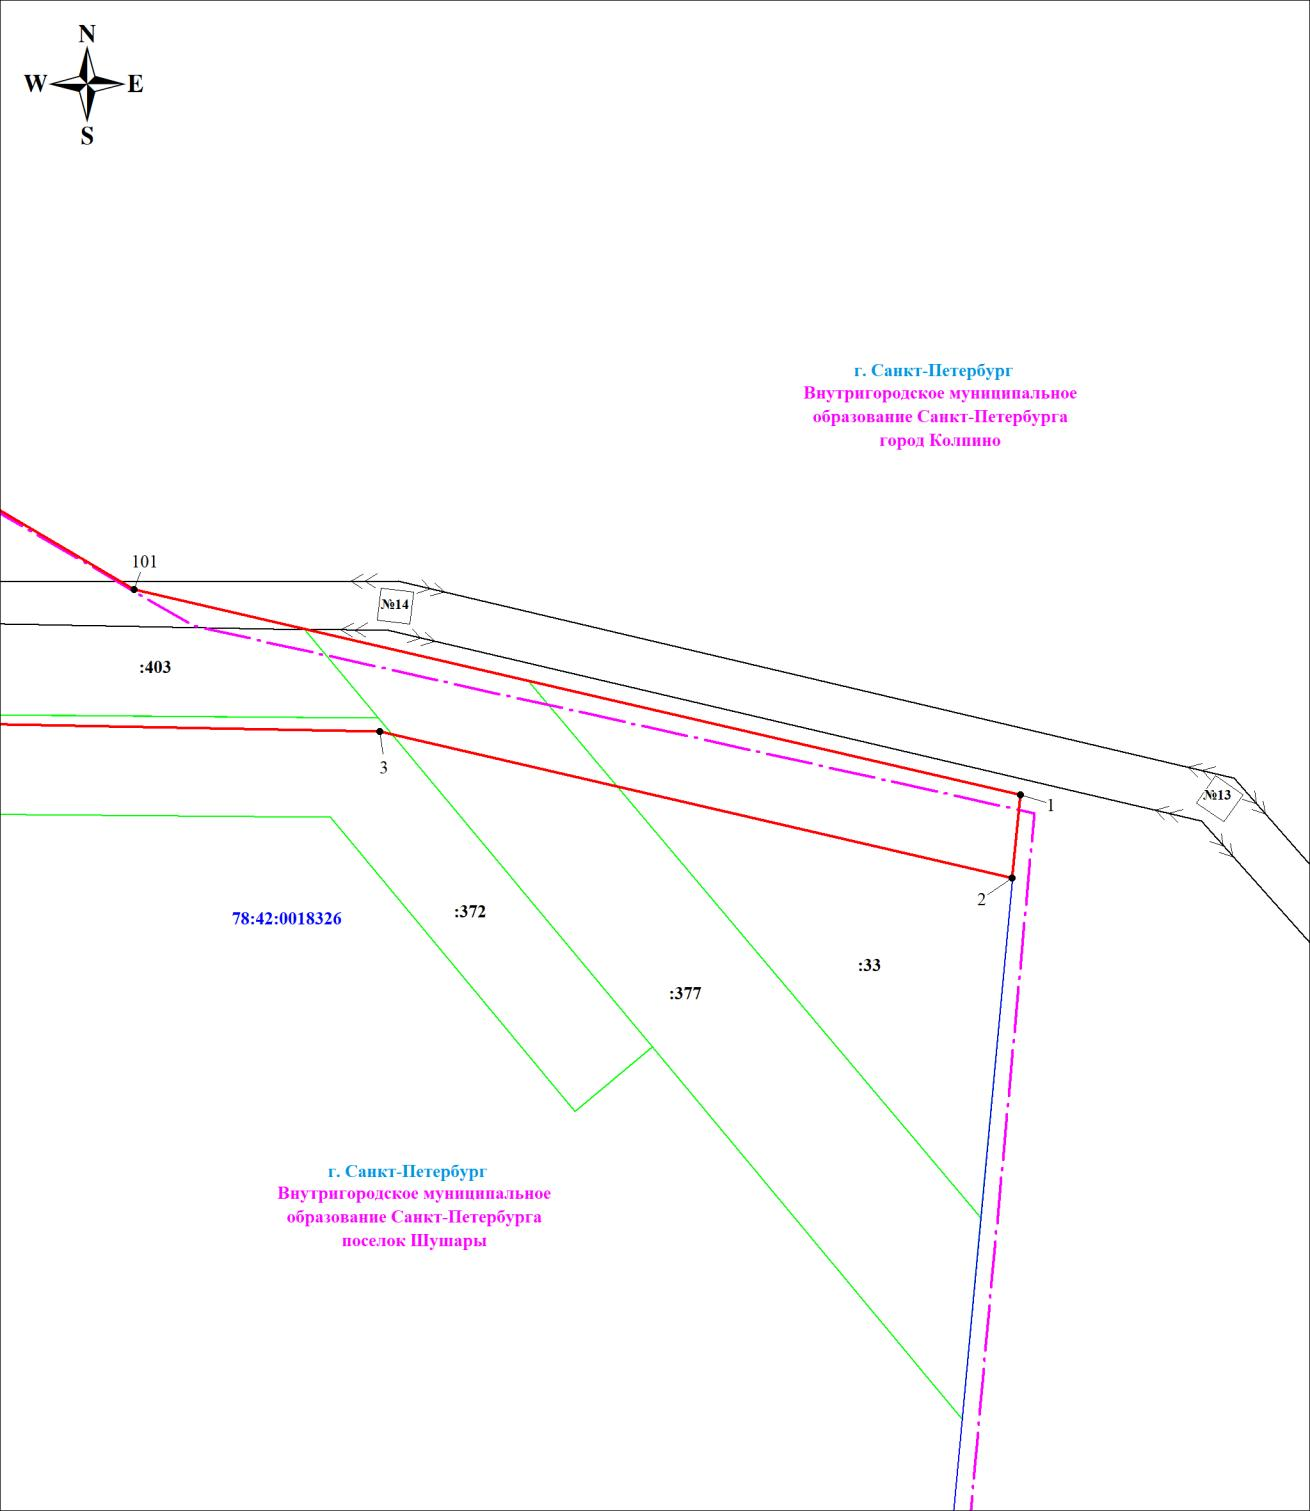 N
W E
S
г. Санкт-Петербург
Внутригородское муниципальное
образование Санкт-Петербурга
город Колпино
101
№14
:403
3
№13
1
2
:372
78:42:0018326
:33
:377
г. Санкт-Петербург
Внутригородское муниципальное
образование Санкт-Петербурга
поселок Шушары